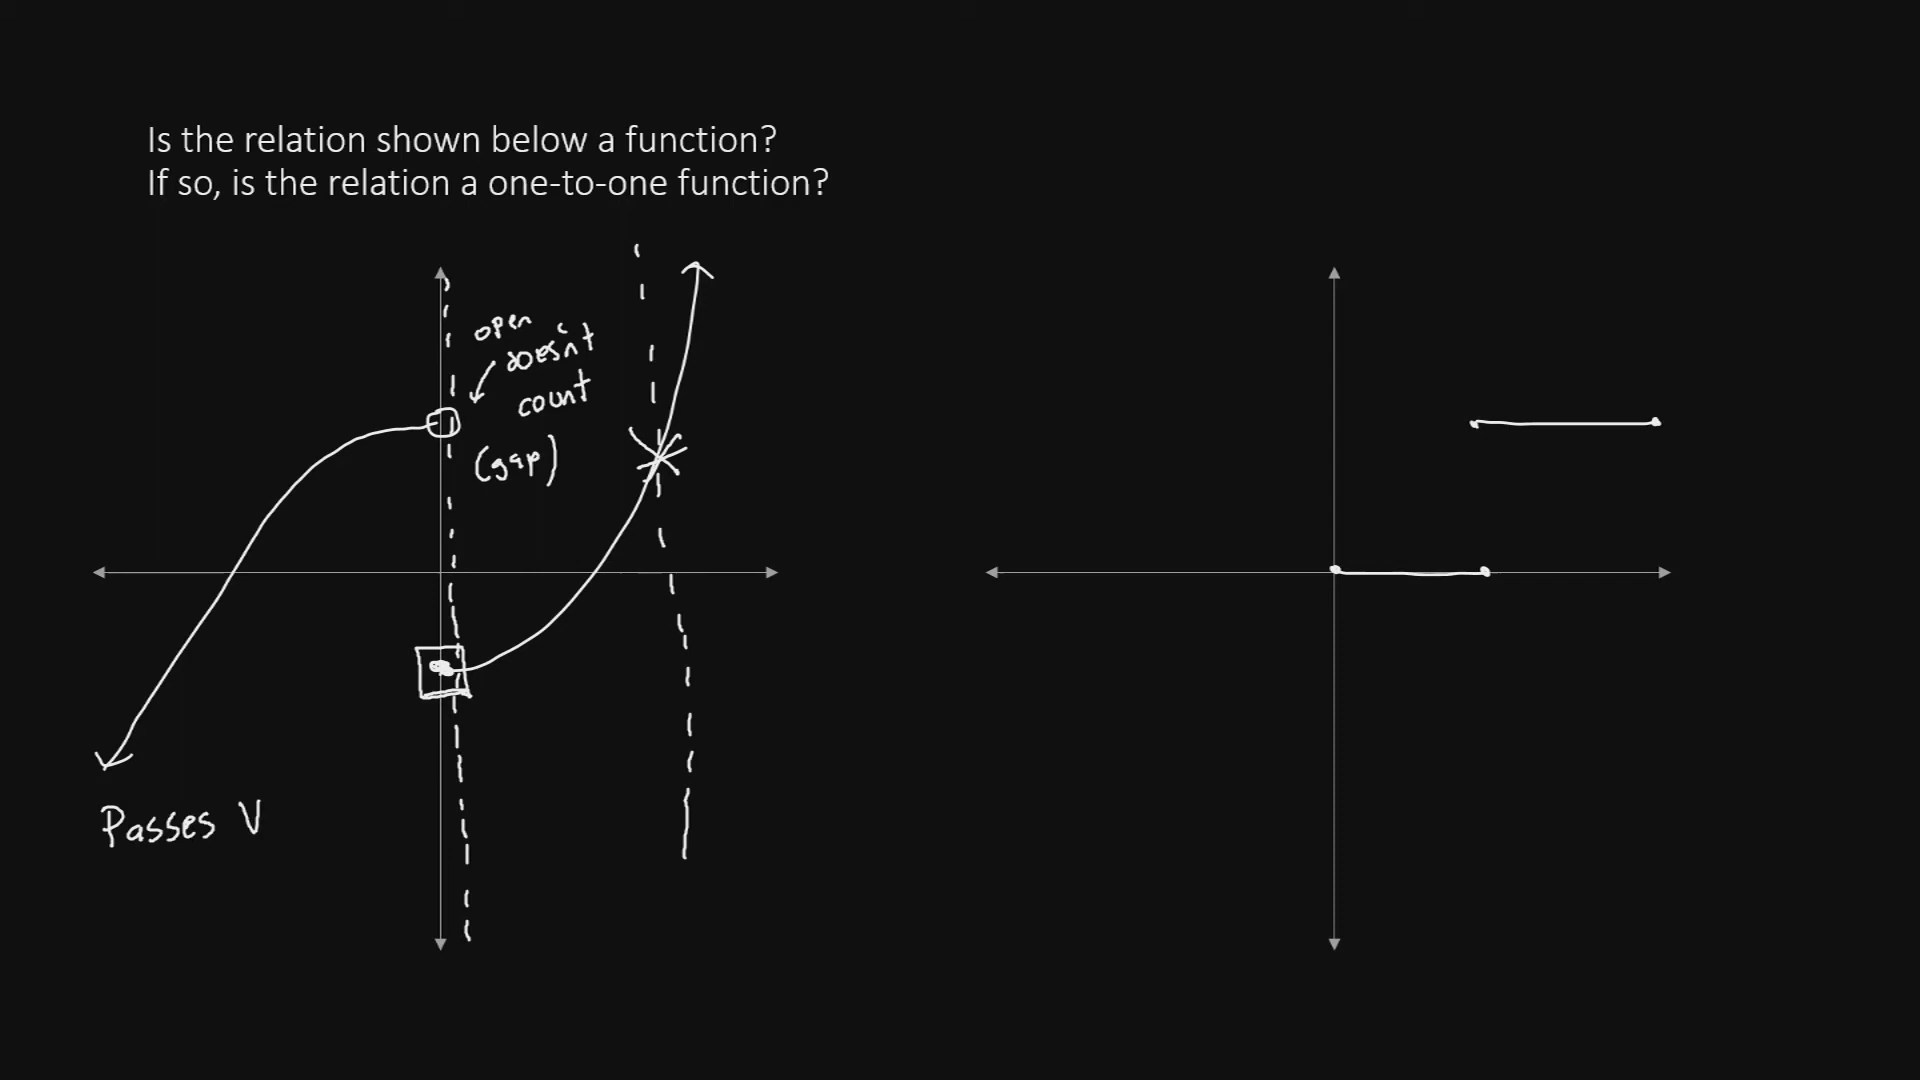 Is the relation shown below a function?
If so, is the relation a one-to-one function?
open
doesn't
count
(gap)
Passes V